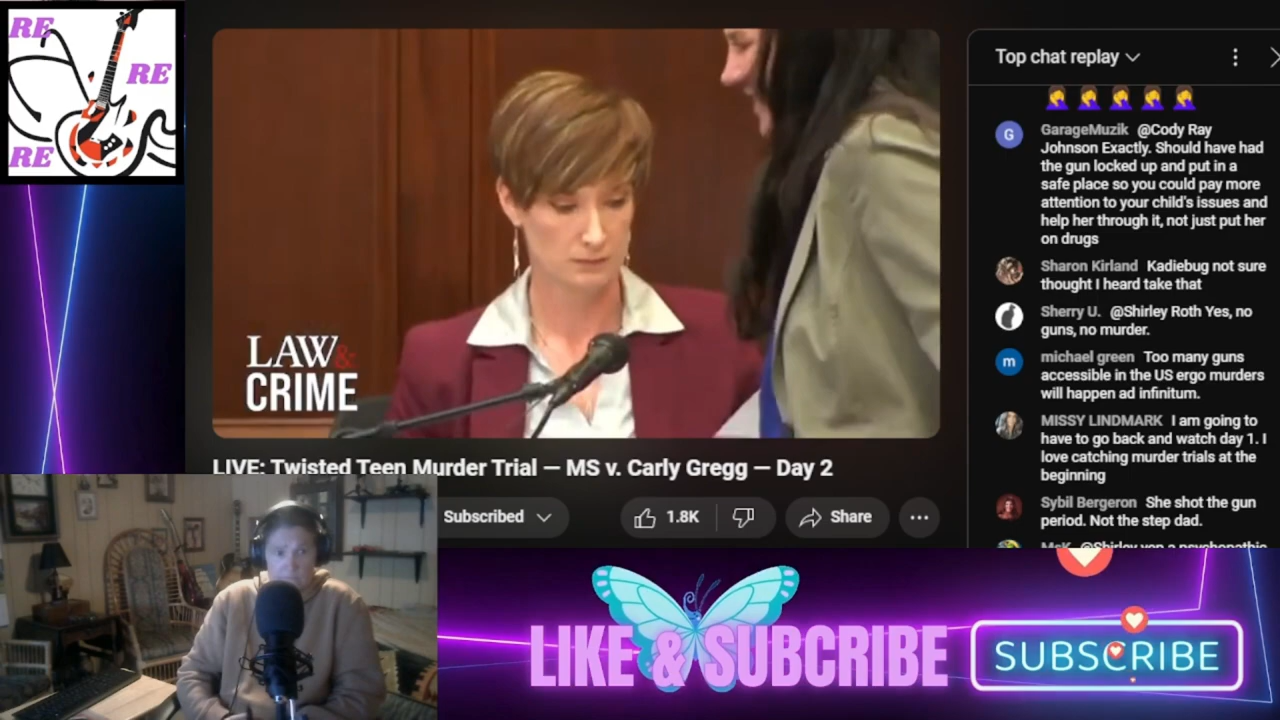 RE
RE
RE
LAW&
CRIME
LIVE: Twisted Teen Murder Trial — MS v. Carly Gregg — Day 2
Subscribed
1.8K
Share
Top chat replay
G
GarageMuzik @Cody Ray
Johnson Exactly. Should have had
the gun locked up and put in a
safe place so you could pay more
attention to your child's issues and
help her through it, not just put her
on drugs
Sharon Kirland Kadiebug not sure
thought I heard take that
Sherry U. @Shirley Roth Yes, no
guns, no murder.
m
michael green Too many guns
accessible in the US ergo murders
will happen ad infinitum.
MISSY LINDMARK I am going to
have to go back and watch day 1. I
love catching murder trials at the
beginning
Sybil Bergeron She shot the gun
period. Not the step dad.
McK @Shirley yep a psychopathic
LIKE & SUBCRIBE
SUBSCRIBE